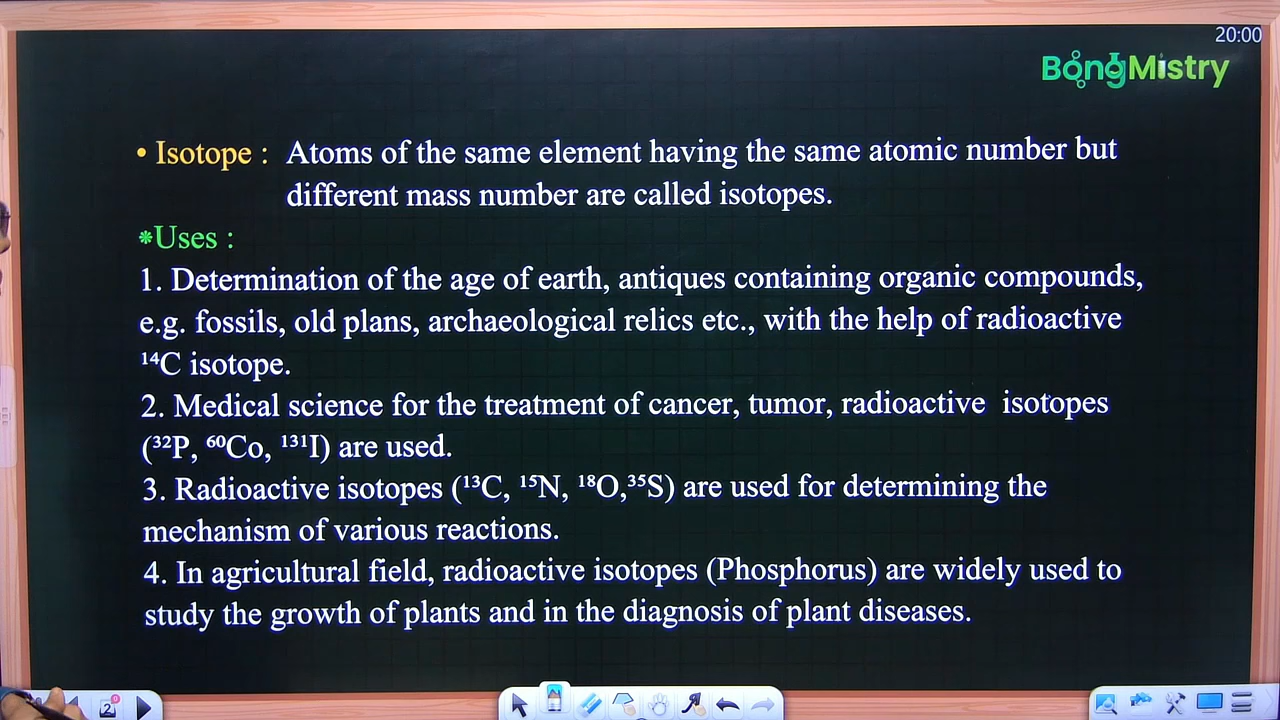 20:00
BongMistry
• Isotope : Atoms of the same element having the same atomic number but
different mass number are called isotopes.
*Uses :
1. Determination of the age of earth, antiques containing organic compounds,
e.g. fossils, old plans, archaeological relics etc., with the help of radioactive
¹⁴C isotope.
2. Medical science for the treatment of cancer, tumor, radioactive isotopes
(³²P, ⁶⁰Co, ¹³¹I) are used.
3. Radioactive isotopes (¹³C, ¹⁵N, ¹⁸O,³⁵S) are used for determining the
mechanism of various reactions.
4. In agricultural field, radioactive isotopes (Phosphorus) are widely used to
study the growth of plants and in the diagnosis of plant diseases.
2